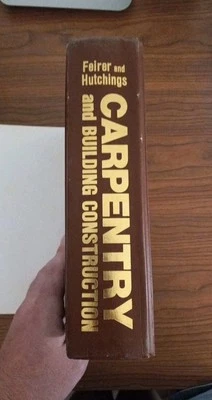 Feirer and
Hutchings
CARPENTRY
and BUILDING CONSTRUCTION